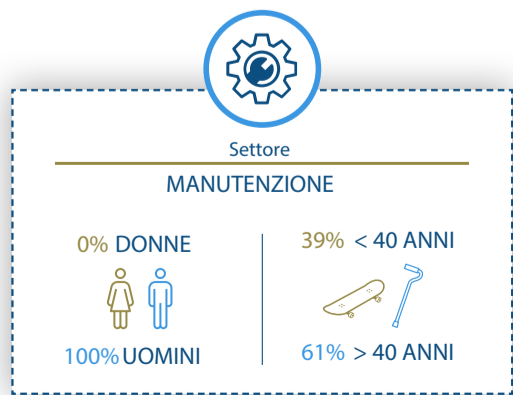 Settore
MANUTENZIONE
0% DONNE
100% UOMINI
39% < 40 ANNI
61% > 40 ANNI